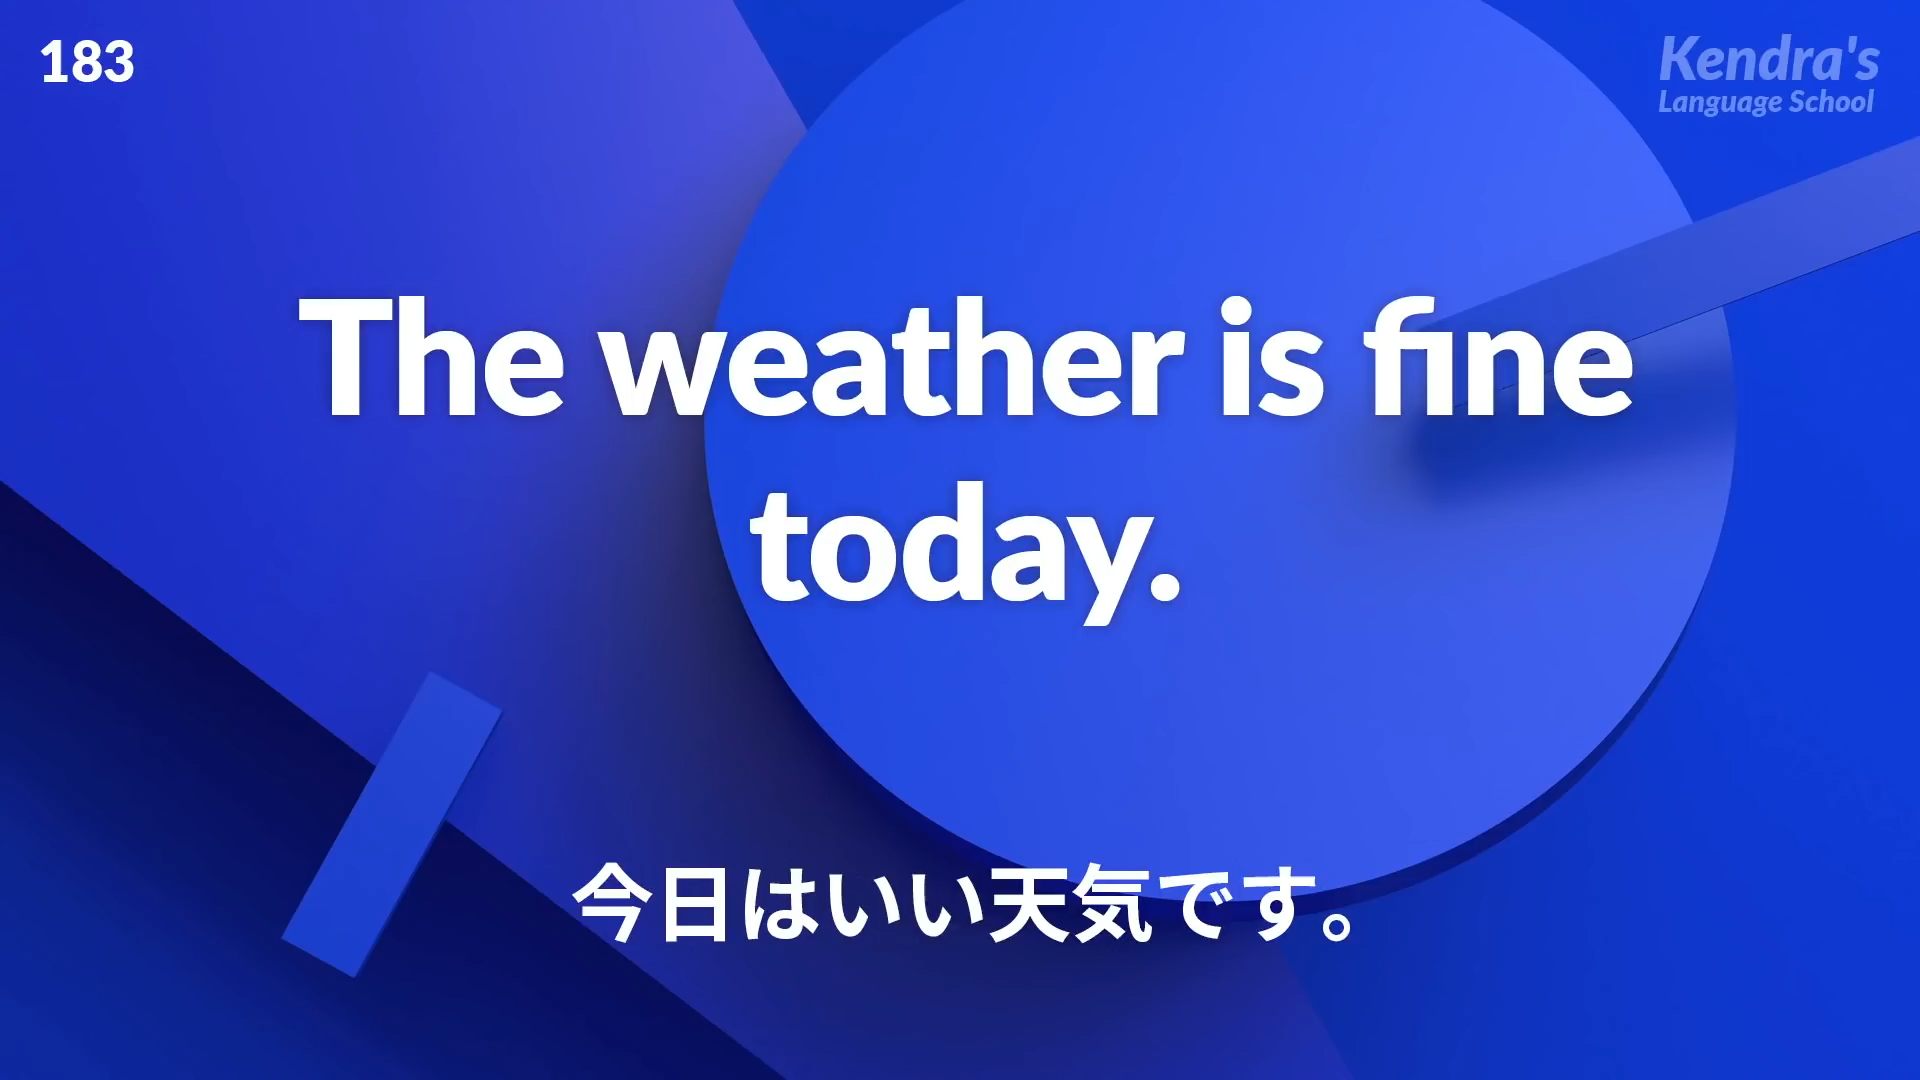 183
Kendra's
Language School
The weather is fine
today.
今日はいい天気です。